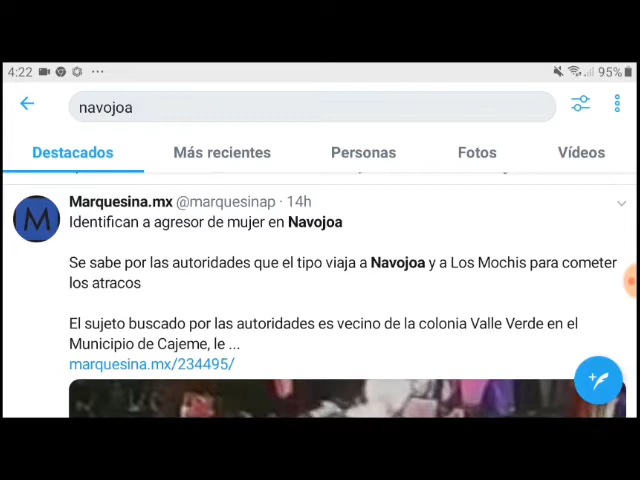 4:22 95%
navojoa
Destacados Más recientes Personas Fotos Vídeos
Marquesina.mx @marquesinap · 14h
Identifican a agresor de mujer en Navojoa
Se sabe por las autoridades que el tipo viaja a Navojoa y a Los Mochis para cometer
los atracos
El sujeto buscado por las autoridades es vecino de la colonia Valle Verde en el
Municipio de Cajeme, le ...
marquesina.mx/234495/